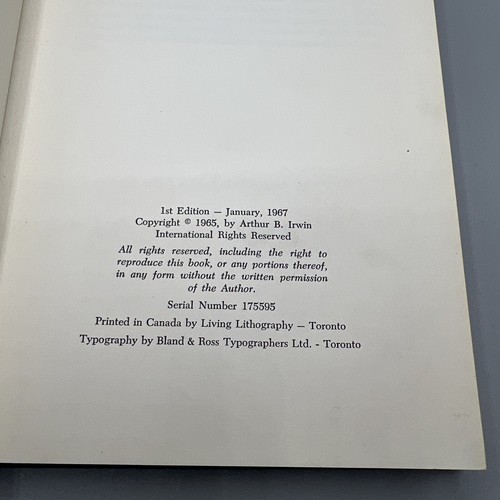 1st Edition — January, 1967
Copyright © 1965, by Arthur B. Irwin
International Rights Reserved
All rights reserved, including the right to
reproduce this book, or any portions thereof,
in any form without the written permission
of the Author.
Serial Number 175595
Printed in Canada by Living Lithography — Toronto
Typography by Bland & Ross Typographers Ltd. - Toronto